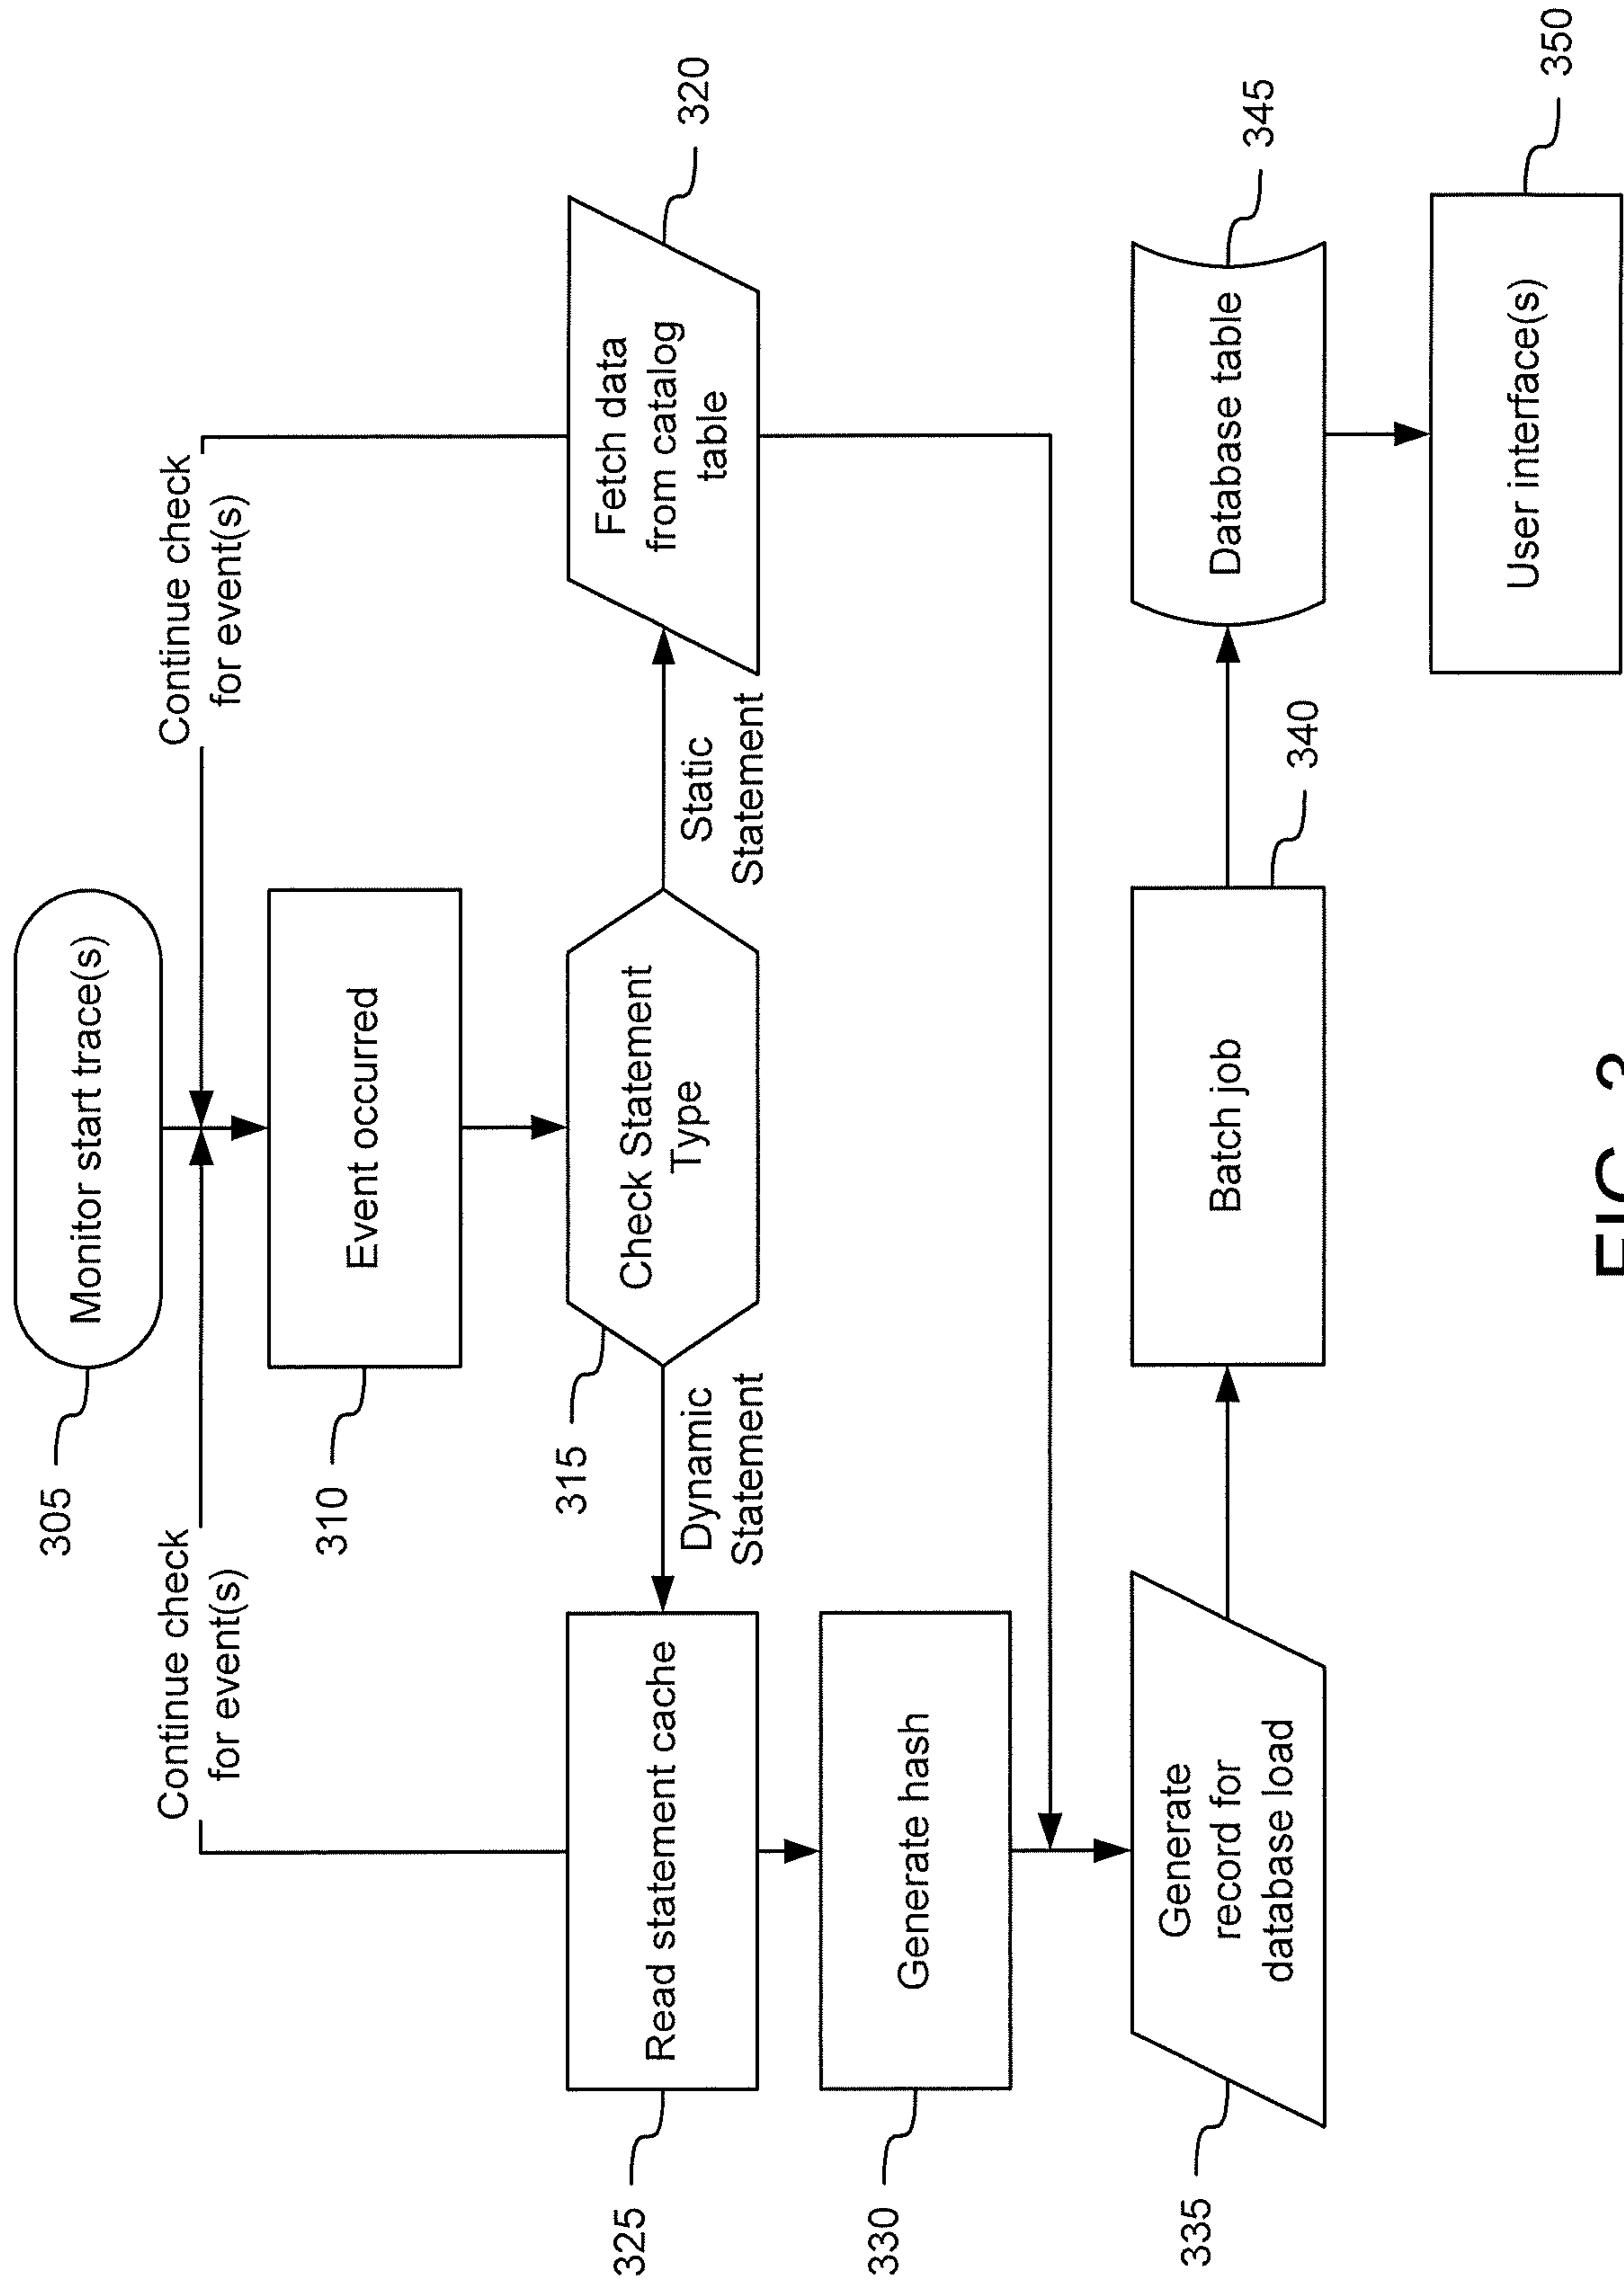 305
Monitor start trace(s)
Continue check
for event(s)
Continue check
for event(s)
310
Event occurred
315
Check Statement
Type
Dynamic
Statement
Static
Statement
320
Fetch data
from catalog
table
325
Read statement cache
330
Generate hash
335
Generate
record for
database load
Batch job
340
Database table
345
User interface(s)
350